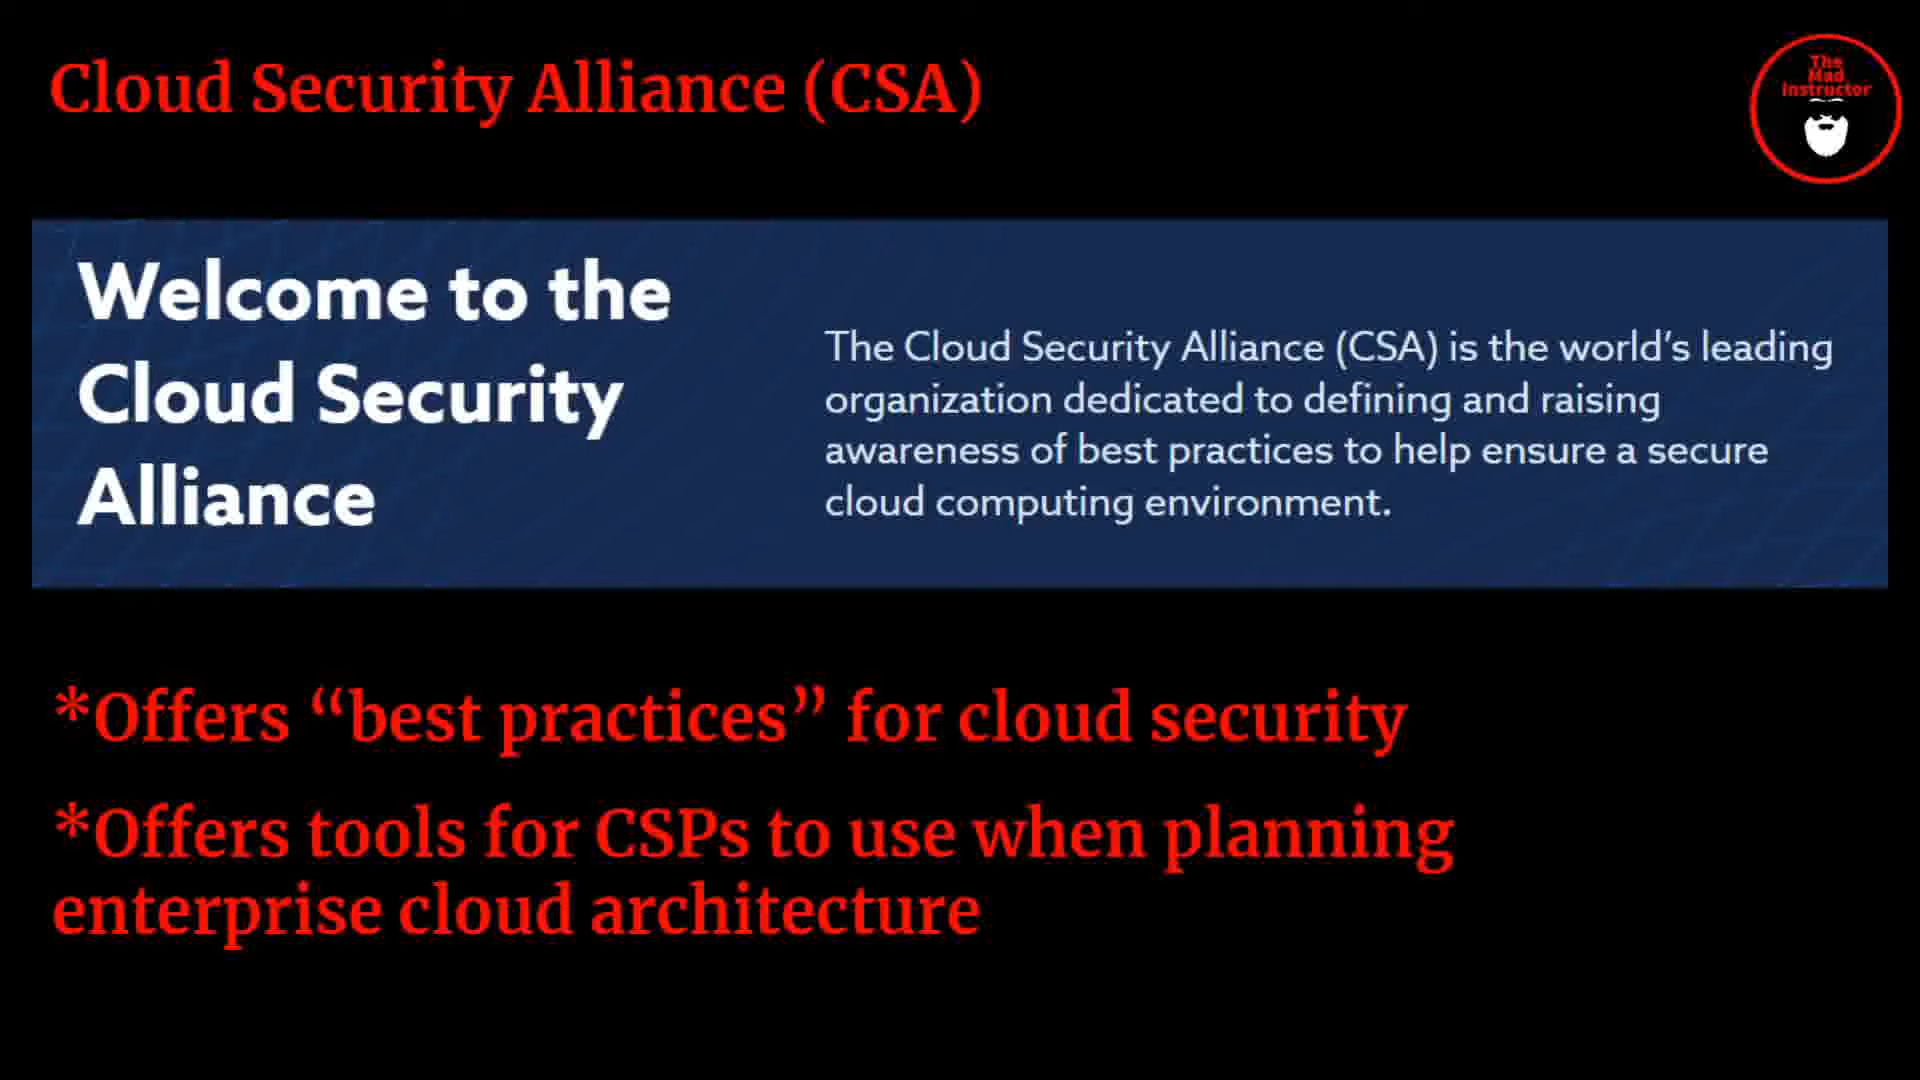 Cloud Security Alliance (CSA)
The
Mad
Instructor
Welcome to the
Cloud Security
Alliance
The Cloud Security Alliance (CSA) is the world's leading
organization dedicated to defining and raising
awareness of best practices to help ensure a secure
cloud computing environment.
*Offers “best practices” for cloud security
*Offers tools for CSPs to use when planning
enterprise cloud architecture